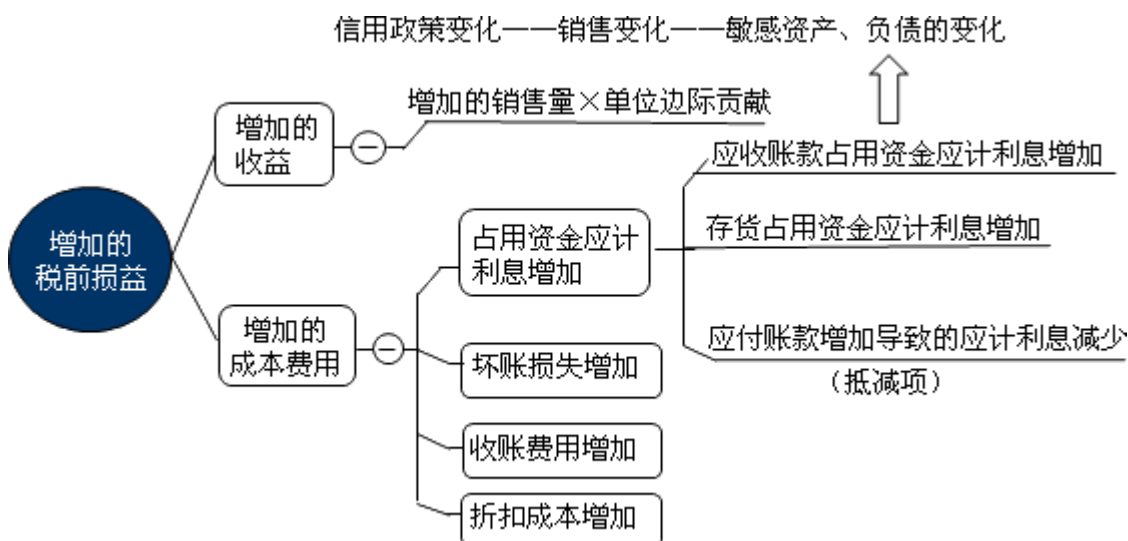 信用政策变化——销售变化——敏感资产、负债的变化
增加的销售量×单位边际贡献
增加的
收益
应收账款占用资金应计利息增加
增加的
税前损益
占用资金应计
利息增加
存货占用资金应计利息增加
增加的
成本费用
应付账款增加导致的应计利息减少
（抵减项）
坏账损失增加
收账费用增加
折扣成本增加